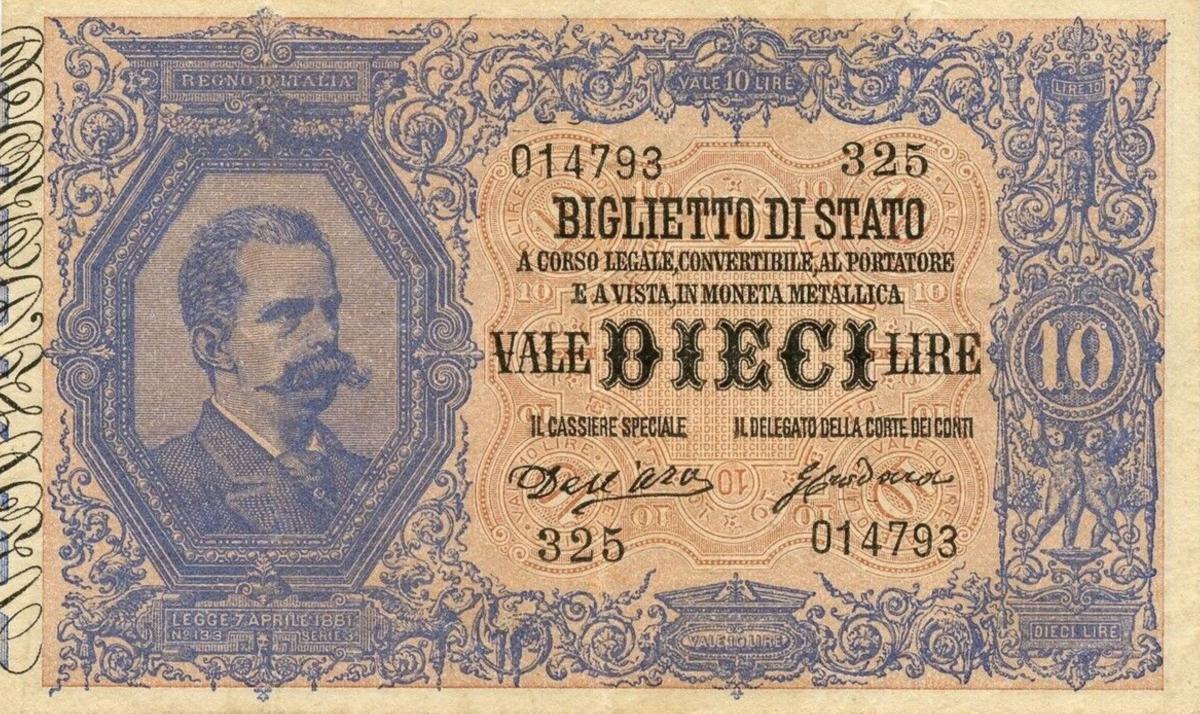 REGNO D'ITALIA
VALE 10 LIRE
LIRE 10
014793 325
BIGLIETTO DI STATO
A CORSO LEGALE, CONVERTIBILE, AL PORTATORE
E A VISTA, IN MONETA METALLICA
VALE DIECI LIRE
10
IL CASSIERE SPECIALE IL DELEGATO DELLA CORTE DEI CONTI
Dell'Ara
325 014793
LEGGE 7 APRILE 1881
No 133 SERIE 3a
VALE 10 LIRE
DIECI LIRE